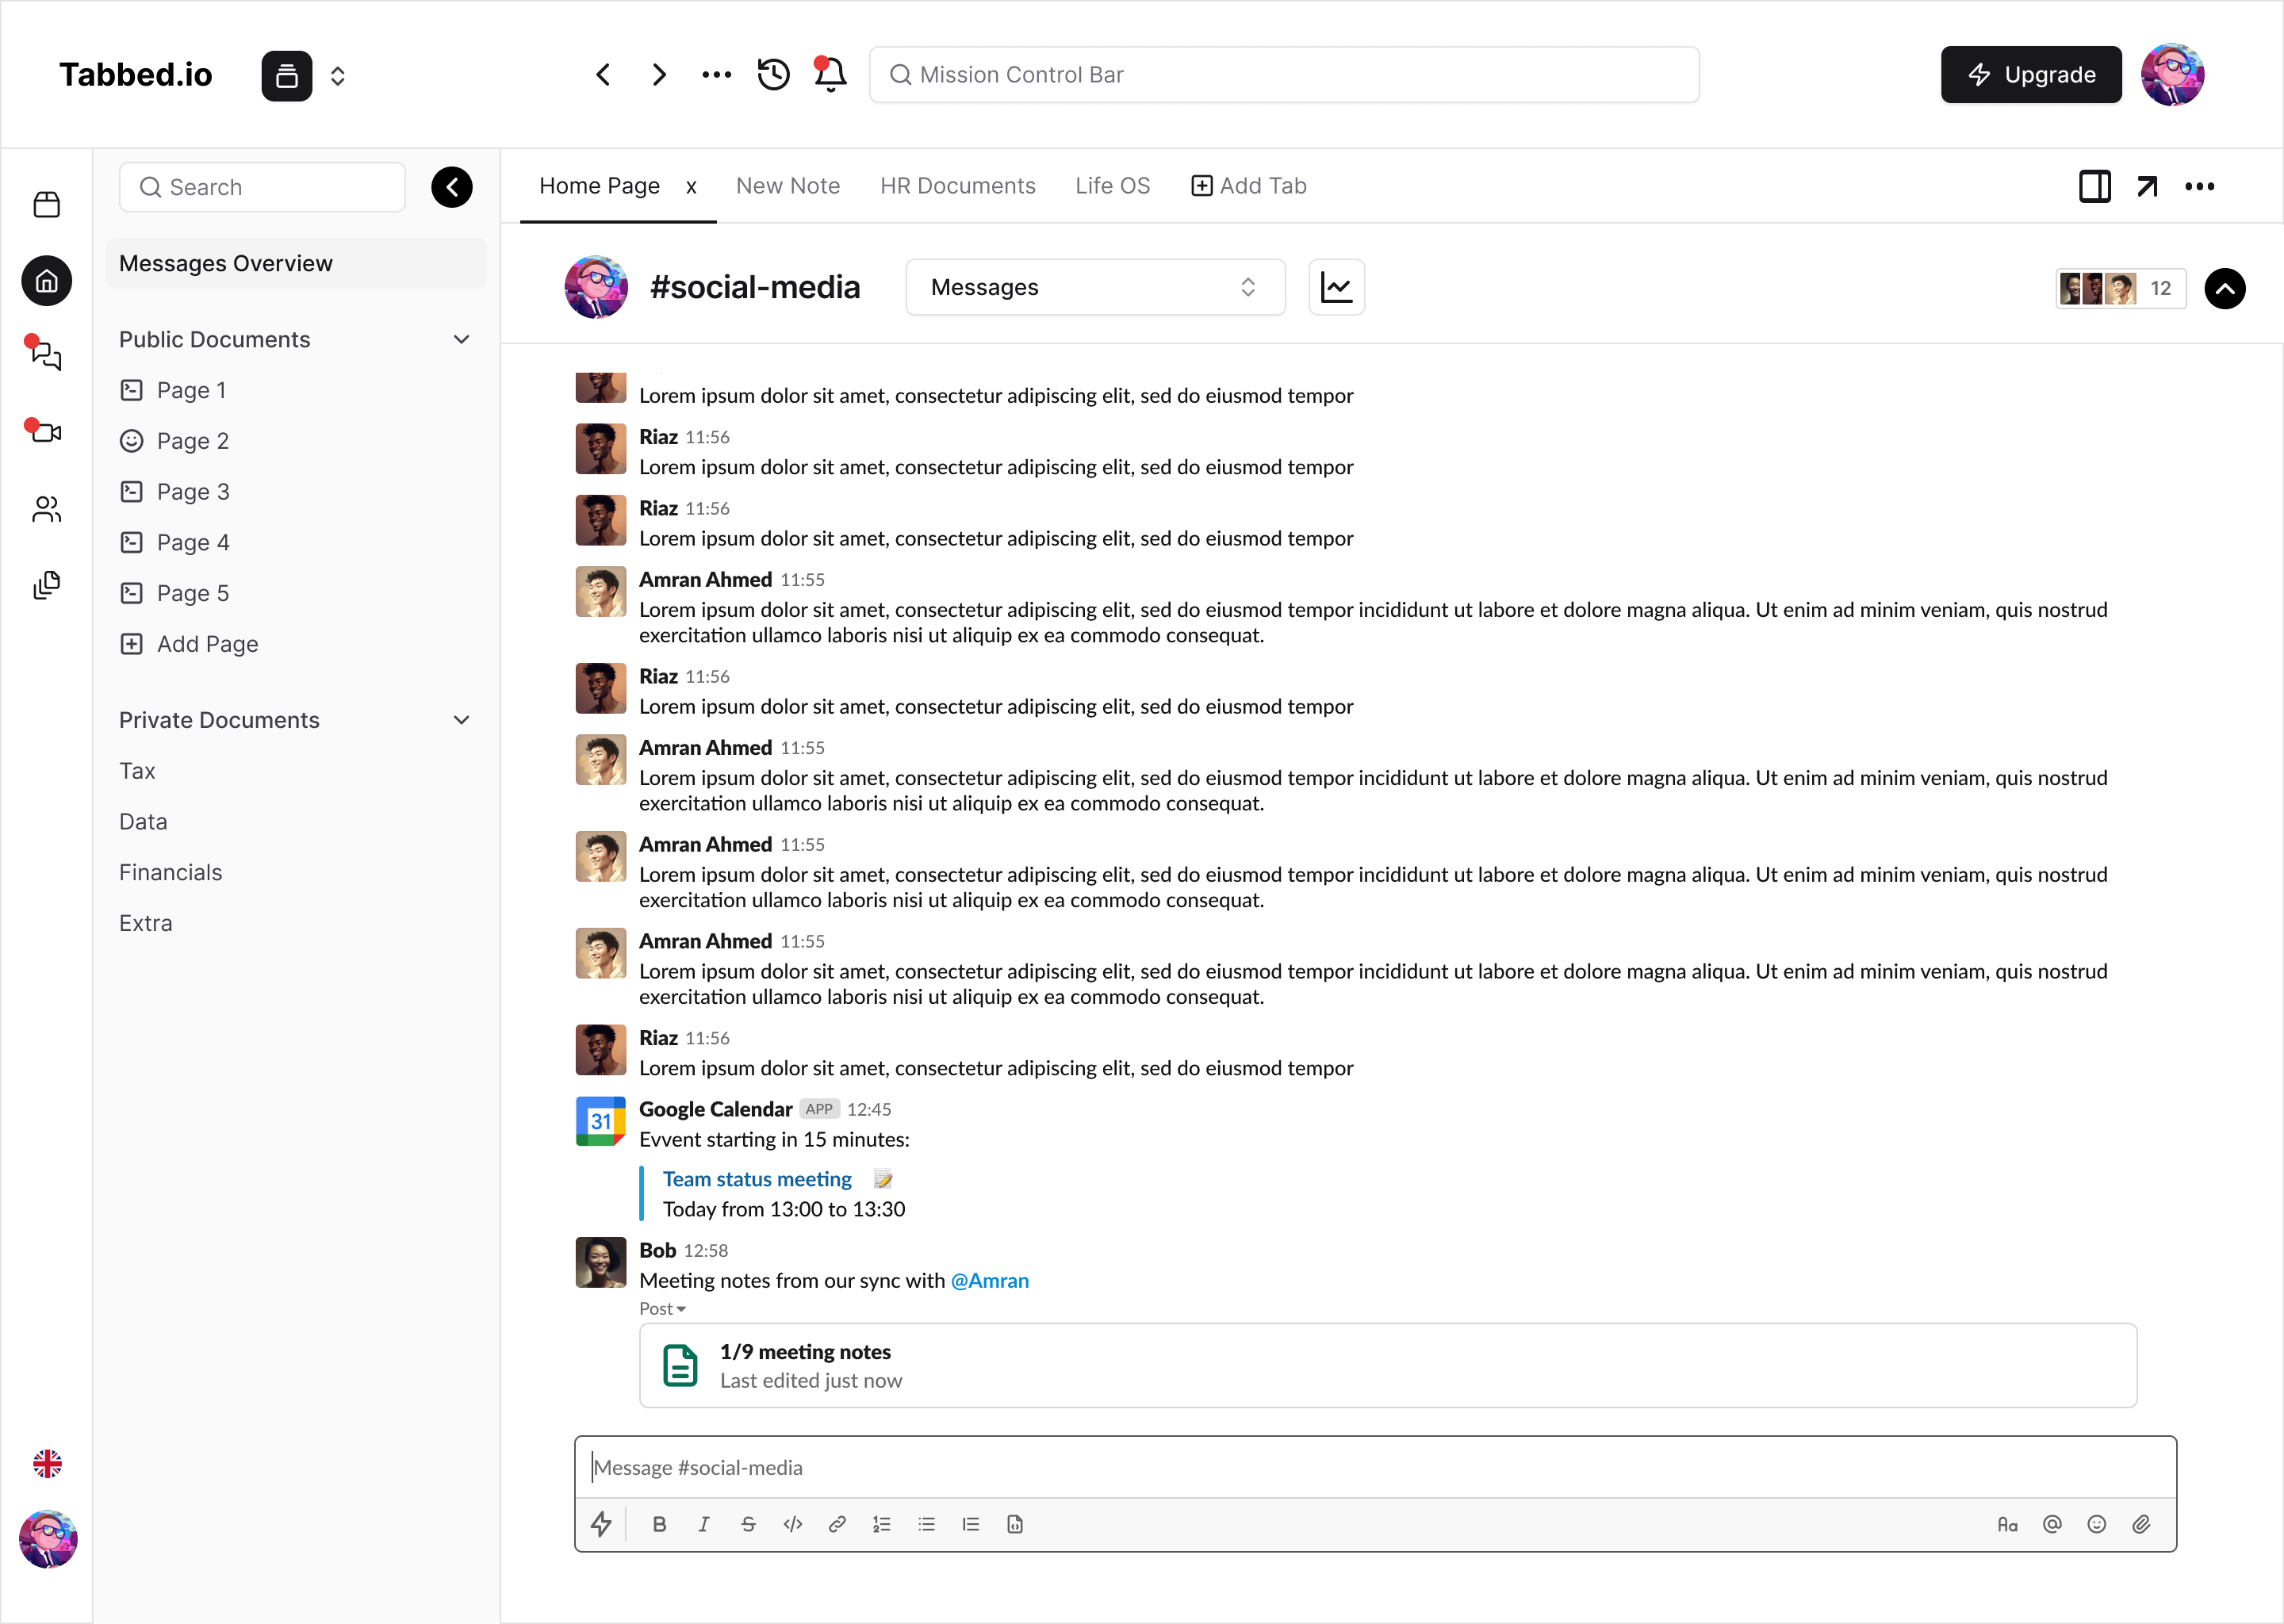 Tabbed.io
Mission Control Bar
Upgrade
Search
Messages Overview
Public Documents
Page 1
Page 2
Page 3
Page 4
Page 5
Add Page
Private Documents
Tax
Data
Financials
Extra
Home Page x New Note HR Documents Life OS Add Tab
#social-media
Messages
12
Lorem ipsum dolor sit amet, consectetur adipiscing elit, sed do eiusmod tempor
Riaz 11:56
Lorem ipsum dolor sit amet, consectetur adipiscing elit, sed do eiusmod tempor
Riaz 11:56
Lorem ipsum dolor sit amet, consectetur adipiscing elit, sed do eiusmod tempor
Amran Ahmed 11:55
Lorem ipsum dolor sit amet, consectetur adipiscing elit, sed do eiusmod tempor incididunt ut labore et dolore magna aliqua. Ut enim ad minim veniam, quis nostrud
exercitation ullamco laboris nisi ut aliquip ex ea commodo consequat.
Riaz 11:56
Lorem ipsum dolor sit amet, consectetur adipiscing elit, sed do eiusmod tempor
Amran Ahmed 11:55
Lorem ipsum dolor sit amet, consectetur adipiscing elit, sed do eiusmod tempor incididunt ut labore et dolore magna aliqua. Ut enim ad minim veniam, quis nostrud
exercitation ullamco laboris nisi ut aliquip ex ea commodo consequat.
Amran Ahmed 11:55
Lorem ipsum dolor sit amet, consectetur adipiscing elit, sed do eiusmod tempor incididunt ut labore et dolore magna aliqua. Ut enim ad minim veniam, quis nostrud
exercitation ullamco laboris nisi ut aliquip ex ea commodo consequat.
Amran Ahmed 11:55
Lorem ipsum dolor sit amet, consectetur adipiscing elit, sed do eiusmod tempor incididunt ut labore et dolore magna aliqua. Ut enim ad minim veniam, quis nostrud
exercitation ullamco laboris nisi ut aliquip ex ea commodo consequat.
Riaz 11:56
Lorem ipsum dolor sit amet, consectetur adipiscing elit, sed do eiusmod tempor
31
Google Calendar APP 12:45
Evvent starting in 15 minutes:
Team status meeting
Today from 13:00 to 13:30
Bob 12:58
Meeting notes from our sync with @Amran
Post
1/9 meeting notes
Last edited just now
Message #social-media
B I S </> Aa @